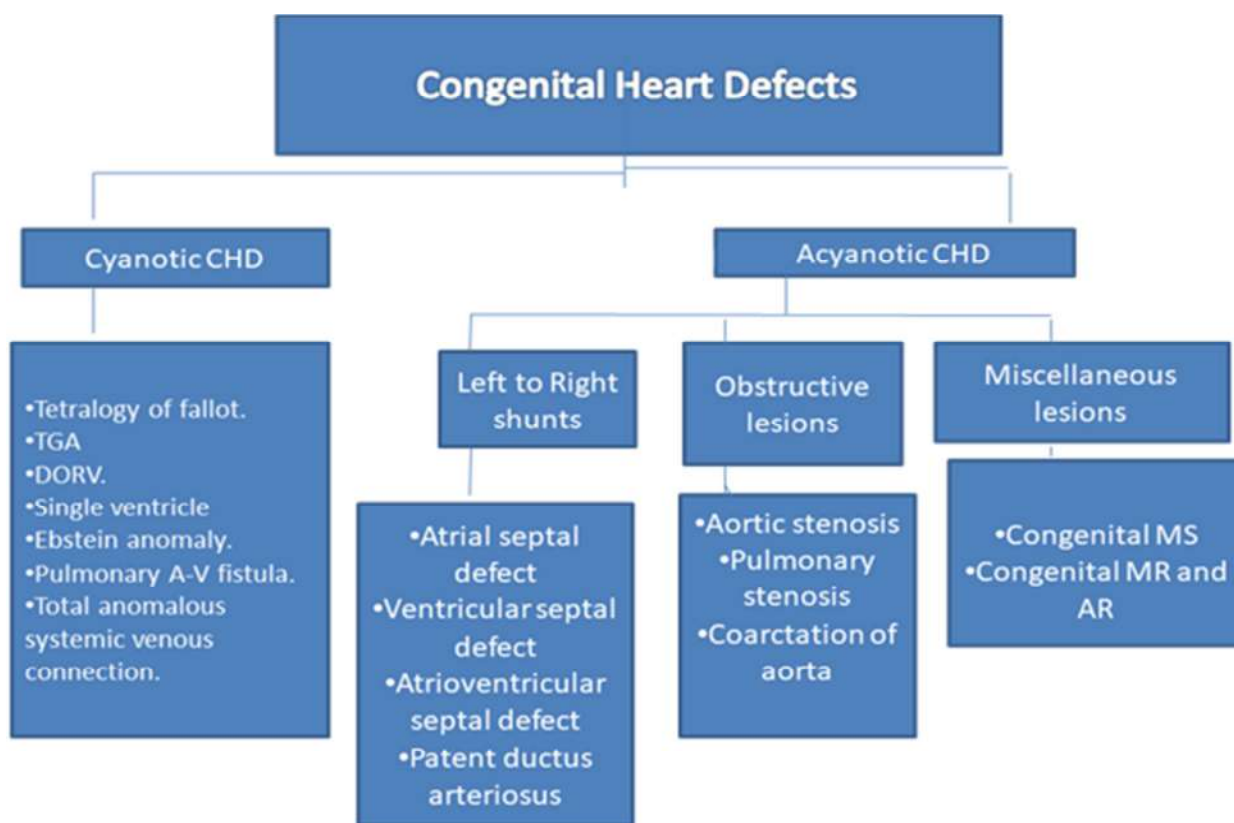 Congenital Heart Defects
Cyanotic CHD
Acyanotic CHD
•Tetralogy of fallot.
•TGA
•DORV.
•Single ventricle
•Ebstein anomaly.
•Pulmonary A-V fistula.
•Total anomalous
systemic venous
connection.
Left to Right
shunts
•Atrial septal
defect
•Ventricular septal
defect
•Atrioventricular
septal defect
•Patent ductus
arteriosus
Obstructive
lesions
•Aortic stenosis
•Pulmonary
stenosis
•Coarctation of
aorta
Miscellaneous
lesions
•Congenital MS
•Congenital MR and
AR